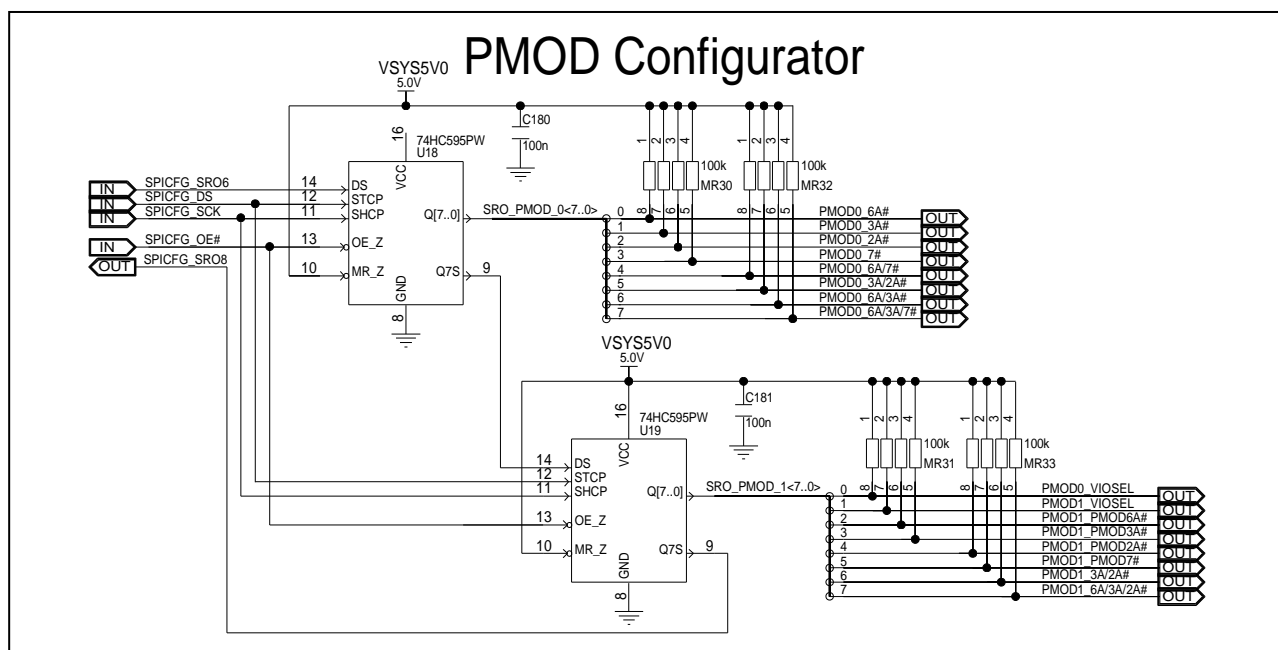 PMOD Configurator
VSYS5V0
5.0V
C180
100n
16
74HC595PW
U18
VCC
1 2 3 4
100k
MR30
8 7 6 5
1 2 3 4
100k
MR32
8 7 6 5
IN SPICFG_SRO6 14 DS
IN SPICFG_DS 12 STCP
IN SPICFG_SCK 11 SHCP
IN SPICFG_OE# 13 OE_Z
OUT SPICFG_SRO8
10 MR_Z
Q[7..0]
Q7S 9
GND
8
SRO_PMOD_0<7..0>
0 PMOD0_6A# OUT
1 PMOD0_3A# OUT
2 PMOD0_2A# OUT
3 PMOD0_7# OUT
4 PMOD0_6A/7# OUT
5 PMOD0_3A/2A# OUT
6 PMOD0_6A/3A# OUT
7 PMOD0_6A/3A/7# OUT
VSYS5V0
5.0V
C181
100n
16
74HC595PW
U19
VCC
1 2 3 4
100k
MR31
8 7 6 5
1 2 3 4
100k
MR33
8 7 6 5
14 DS
12 STCP
11 SHCP
13 OE_Z
10 MR_Z
Q[7..0]
Q7S 9
GND
8
SRO_PMOD_1<7..0>
0 PMOD0_VIOSEL OUT
1 PMOD1_VIOSEL OUT
2 PMOD1_PMOD6A# OUT
3 PMOD1_PMOD3A# OUT
4 PMOD1_PMOD2A# OUT
5 PMOD1_PMOD7# OUT
6 PMOD1_3A/2A# OUT
7 PMOD1_6A/3A/2A# OUT